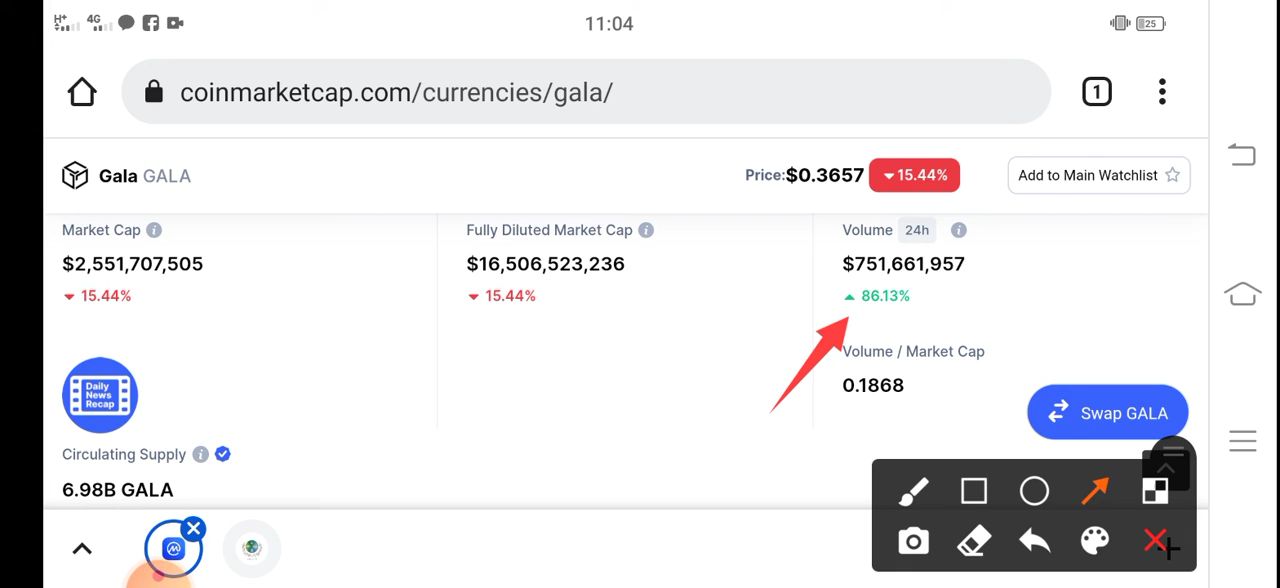 H+ 4G 11:04 25
coinmarketcap.com/currencies/gala/ 1
Gala GALA Price:$0.3657 15.44% Add to Main Watchlist
Market Cap Fully Diluted Market Cap Volume 24h
$2,551,707,505 $16,506,523,236 $751,661,957
15.44% 15.44% 86.13%
Volume / Market Cap
0.1868
Daily
News
Recap
Swap GALA
Circulating Supply
6.98B GALA